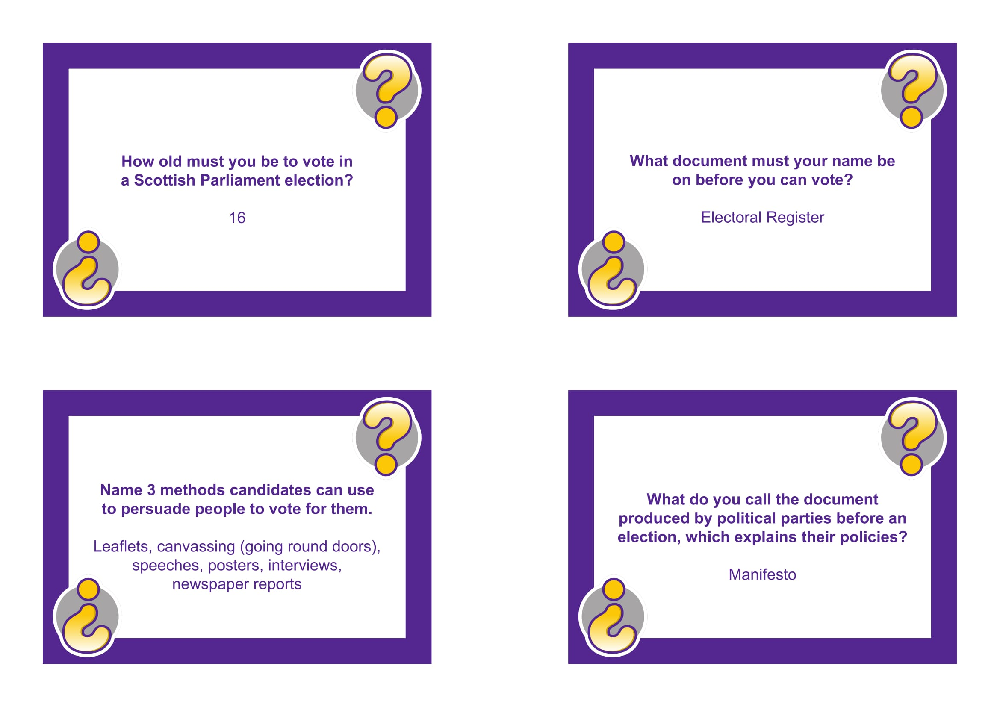 How old must you be to vote in
a Scottish Parliament election?
16
What document must your name be
on before you can vote?
Electoral Register
Name 3 methods candidates can use
to persuade people to vote for them.
Leaflets, canvassing (going round doors),
speeches, posters, interviews,
newspaper reports
What do you call the document
produced by political parties before an
election, which explains their policies?
Manifesto